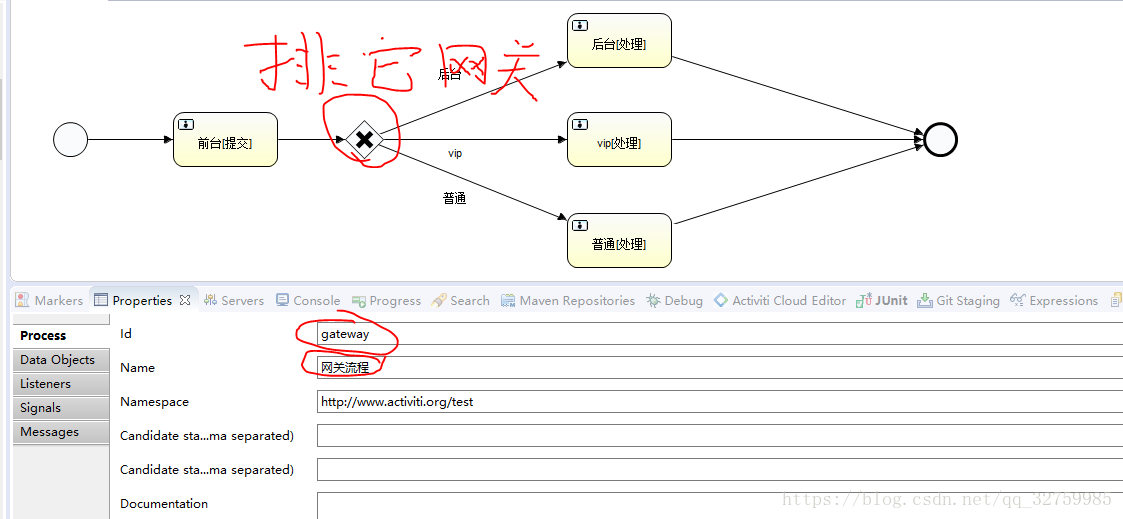 排它网关
后台[处理]
后台
前台[提交]
vip[处理]
vip
普通
普通[处理]
Markers Properties Servers Console Progress Search Maven Repositories Debug Activiti Cloud Editor JUnit Git Staging Expressions
Process
Data Objects
Listeners
Signals
Messages
Id gateway
Name 网关流程
Namespace http://www.activiti.org/test
Candidate sta...ma separated)
Candidate sta...ma separated)
Documentation
https://blog.csdn.net/qq_32759985